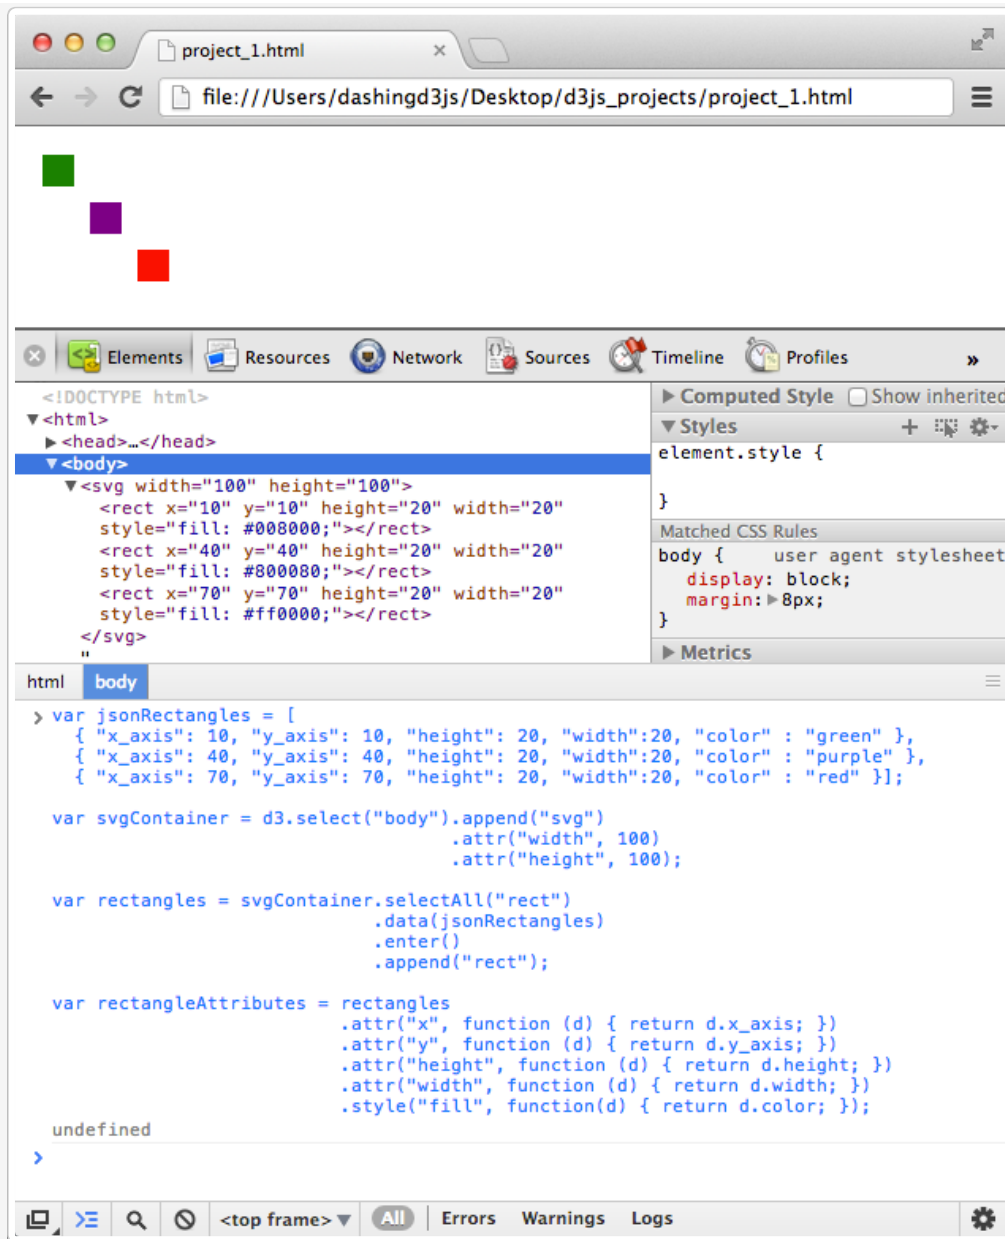 project_1.html
file:///Users/dashingd3js/Desktop/d3js_projects/project_1.html
Elements Resources Network Sources Timeline Profiles »
<!DOCTYPE html>
▼<html>
▶<head>…</head>
▼<body>
▼<svg width="100" height="100">
<rect x="10" y="10" height="20" width="20"
style="fill: #008000;"></rect>
<rect x="40" y="40" height="20" width="20"
style="fill: #800080;"></rect>
<rect x="70" y="70" height="20" width="20"
style="fill: #ff0000;"></rect>
</svg>
"
▶ Computed Style Show inherited
▼ Styles
element.style {
}
Matched CSS Rules
body { user agent stylesheet
display: block;
margin:▶8px;
}
▶ Metrics
html body
> var jsonRectangles = [
{ "x_axis": 10, "y_axis": 10, "height": 20, "width":20, "color" : "green" },
{ "x_axis": 40, "y_axis": 40, "height": 20, "width":20, "color" : "purple" },
{ "x_axis": 70, "y_axis": 70, "height": 20, "width":20, "color" : "red" }];
var svgContainer = d3.select("body").append("svg")
.attr("width", 100)
.attr("height", 100);
var rectangles = svgContainer.selectAll("rect")
.data(jsonRectangles)
.enter()
.append("rect");
var rectangleAttributes = rectangles
.attr("x", function (d) { return d.x_axis; })
.attr("y", function (d) { return d.y_axis; })
.attr("height", function (d) { return d.height; })
.attr("width", function (d) { return d.width; })
.style("fill", function(d) { return d.color; });
undefined
>
<top frame> ▼ All Errors Warnings Logs